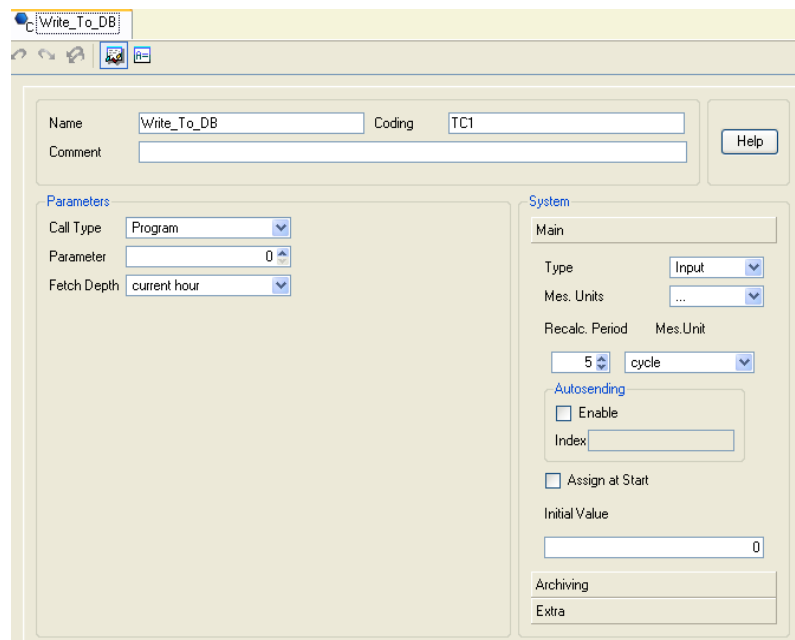 C Write_To_DB
A=
Name Write_To_DB Coding TC1
Comment
Help
Parameters
Call Type Program
Parameter 0
Fetch Depth current hour
System
Main
Type Input
Mes. Units ...
Recalc. Period Mes.Unit
5 cycle
Autosending
Enable
Index
Assign at Start
Initial Value
0
Archiving
Extra